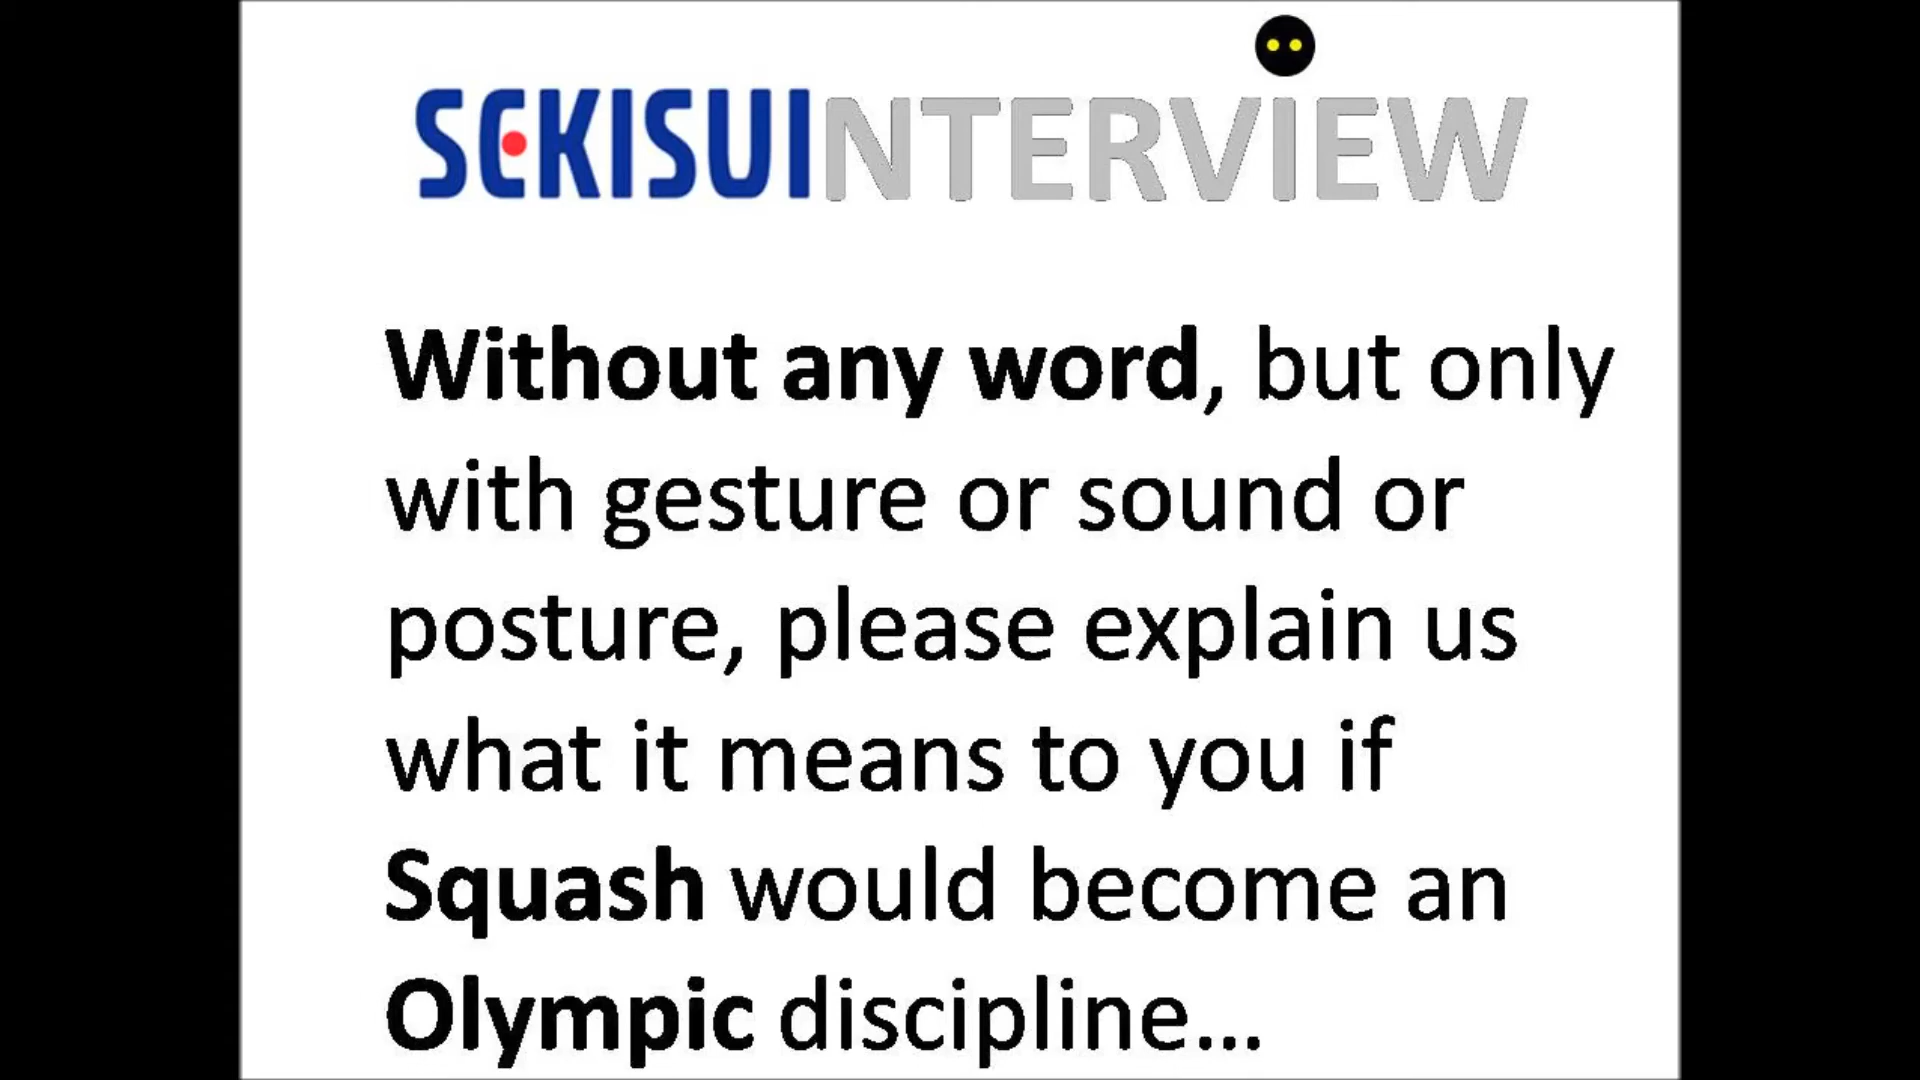 SEKISUINTERVIEW
Without any word, but only
with gesture or sound or
posture, please explain us
what it means to you if
Squash would become an
Olympic discipline...